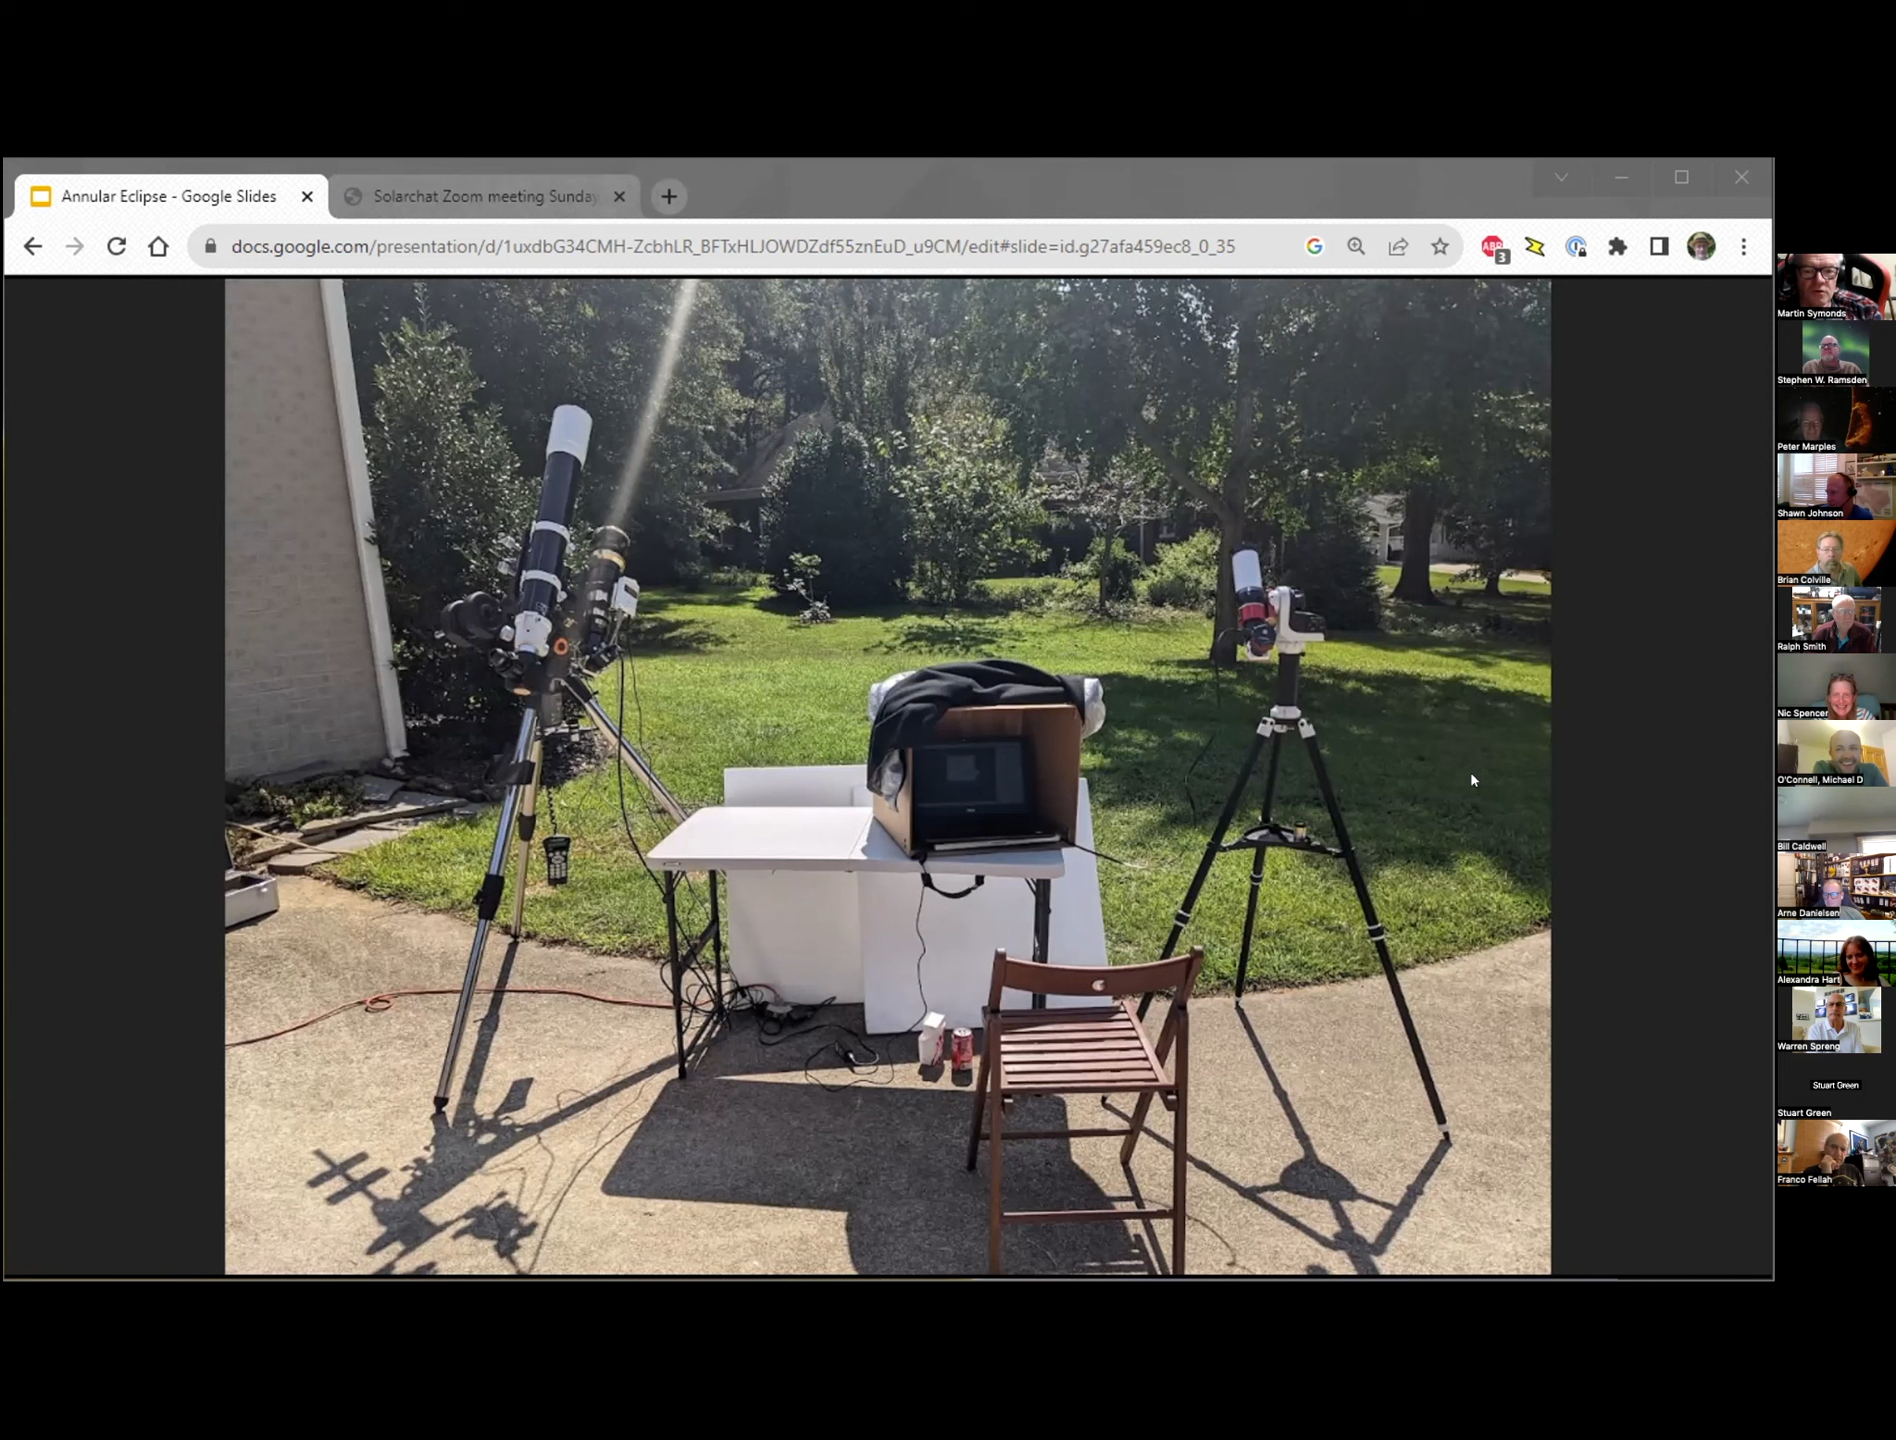 Annular Eclipse - Google Slides
Solarchat Zoom meeting Sunday
docs.google.com/presentation/d/1uxdbG34CMH-ZcbhLR_BFTxHLJOWDZdf55znEuD_u9CM/edit#slide=id.g27afa459ec8_0_35
ABP
3
Martin Symonds
Stephen W. Ramsden
Peter Marples
Shawn Johnson
Brian Colville
Ralph Smith
Nic Spencer
O'Connell, Michael D
Bill Caldwell
Arne Danielsen
Alexandra Hart
Warren Spreng
Stuart Green
Stuart Green
Franco Fellah